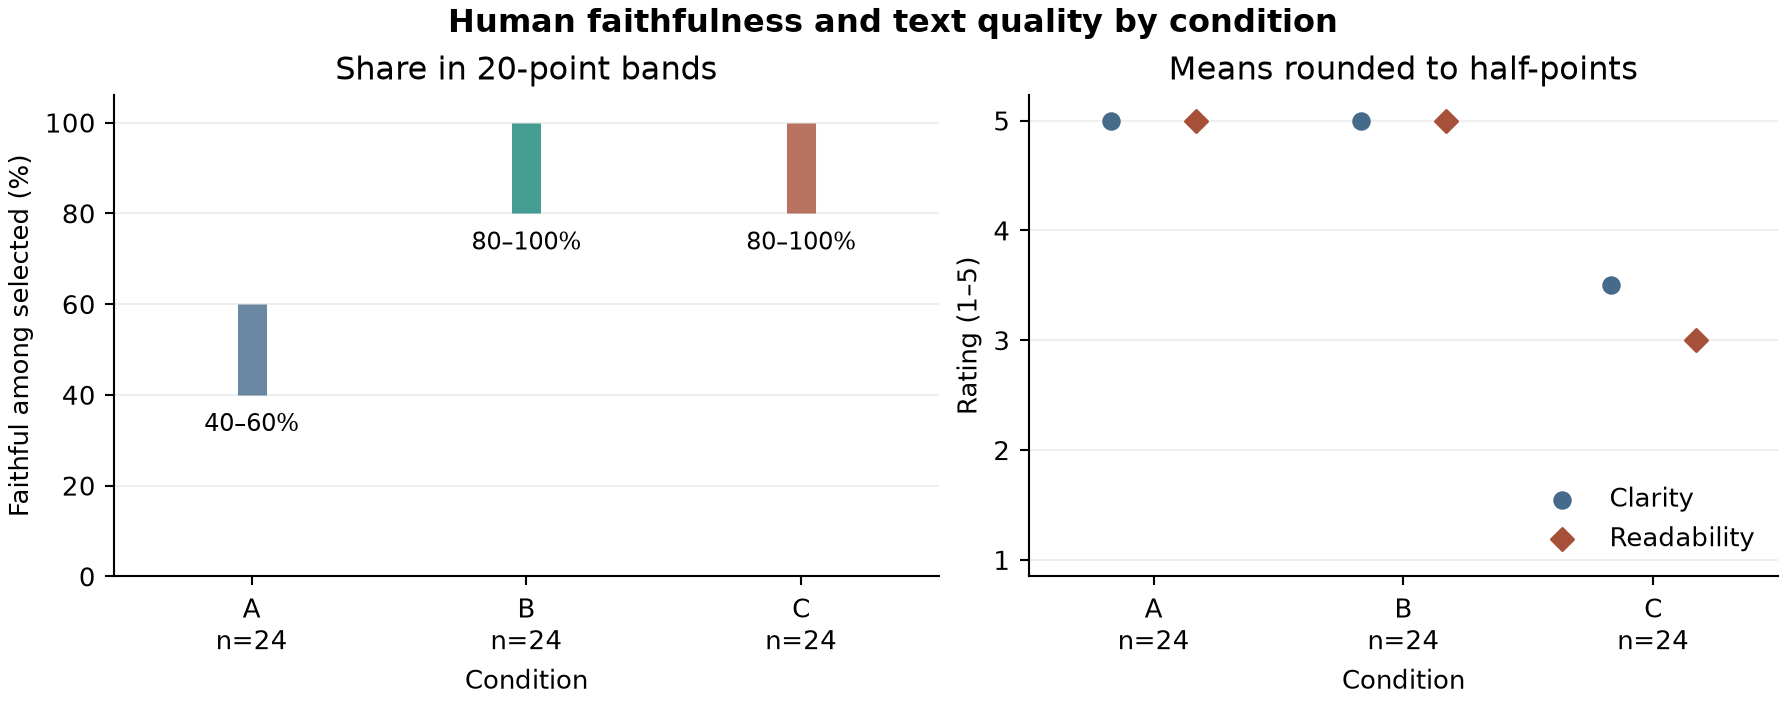 Human faithfulness and text quality by condition
Share in 20-point bands
Faithful among selected (%)
100
80
60
40
20
0
80–100%
80–100%
40–60%
A
n=24
B
n=24
C
n=24
Condition
Means rounded to half-points
Rating (1–5)
5
4
3
2
1
Clarity
Readability
A
n=24
B
n=24
C
n=24
Condition